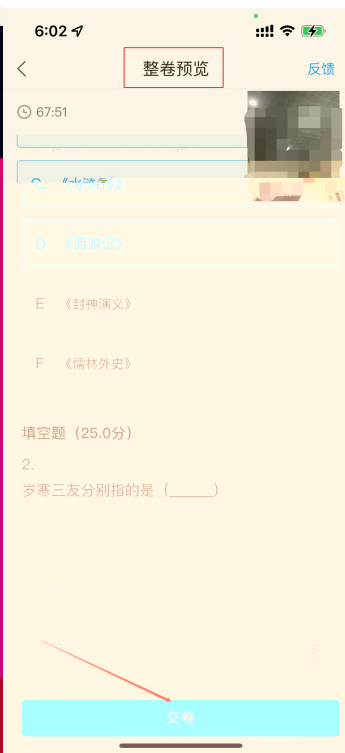 6:02
整卷预览
反馈
67:51
C 《水浒传》
D 《西游记》
E 《封神演义》
F 《儒林外史》
填空题（25.0分）
2.
岁寒三友分别指的是（______）
交卷